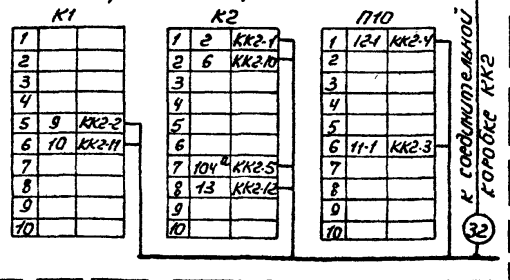 К1
1
2
3
4
5 9 КК2-2
6 10 КК2-11
7
8
9
10
К2
1 2 КК2-1
2 6 КК2-10
3
4
5
6
7 104а КК2-5
8 13 КК2-12
9
10
П10
1 12-1 КК2-4
2
3
4
5
6 11-1 КК2-3
7
8
9
10
к соединительной
коробке КК2
32